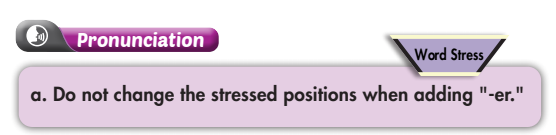 Pronunciation
Word Stress
a. Do not change the stressed positions when adding "-er."